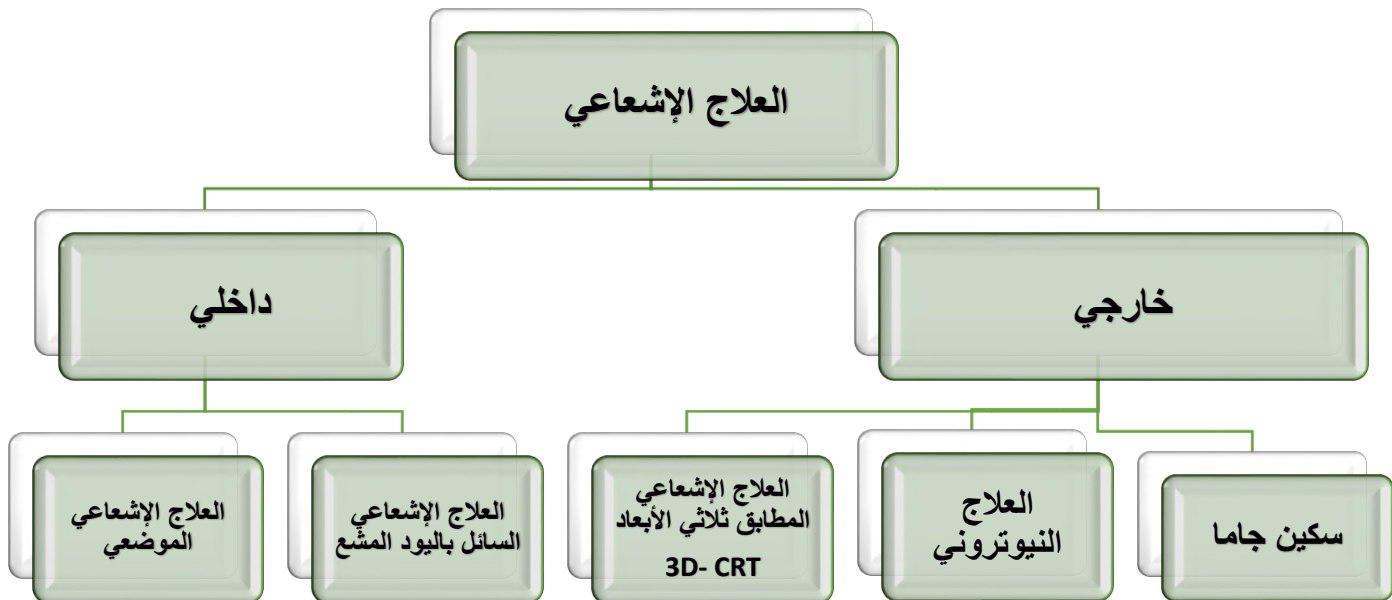 العلاج الإشعاعي
خارجي
داخلي
سكين جاما
العلاج
النيوتروني
العلاج الإشعاعي
المطابق ثلاثي الأبعاد
3D- CRT
العلاج الإشعاعي
السائل باليود المشع
العلاج الإشعاعي
الموضعي